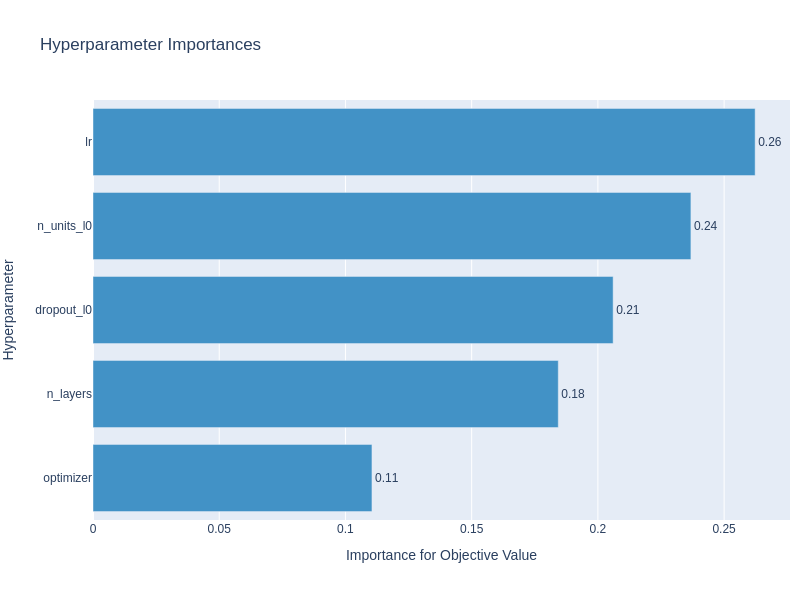 Hyperparameter Importances
Hyperparameter
lr
0.26
n_units_l0
0.24
dropout_l0
0.21
n_layers
0.18
optimizer
0.11
0
0.05
0.1
0.15
0.2
0.25
Importance for Objective Value